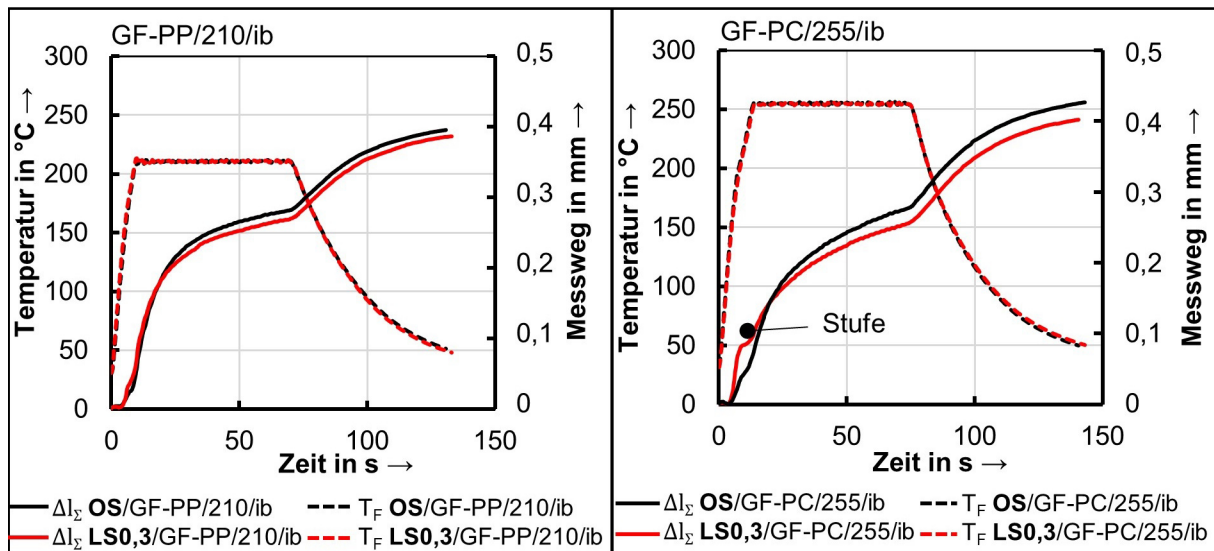 GF-PP/210/ib
300
250
200
150
100
50
0
Temperatur in °C →
0,5
0,4
0,3
0,2
0,1
0
Messweg in mm →
0 50 100 150
Zeit in s →
Δl_Σ OS/GF-PP/210/ib T_F OS/GF-PP/210/ib
Δl_Σ LS0,3/GF-PP/210/ib T_F LS0,3/GF-PP/210/ib
GF-PC/255/ib
300
250
200
150
100
50
0
Temperatur in °C →
0,5
0,4
0,3
0,2
0,1
0
Messweg in mm →
Stufe
0 50 100 150
Zeit in s →
Δl_Σ OS/GF-PC/255/ib T_F OS/GF-PC/255/ib
Δl_Σ LS0,3/GF-PC/255/ib T_F LS0,3/GF-PC/255/ib